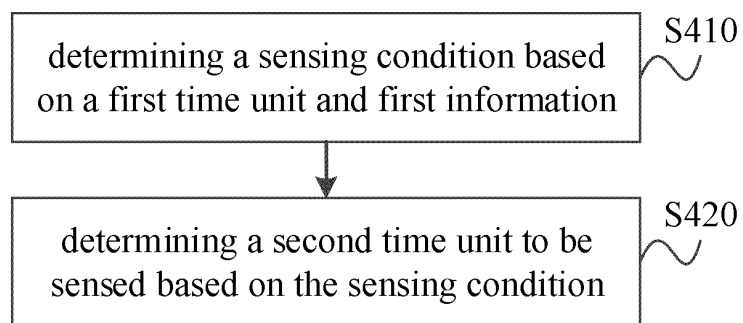 S410
determining a sensing condition based
on a first time unit and first information
S420
determining a second time unit to be
sensed based on the sensing condition